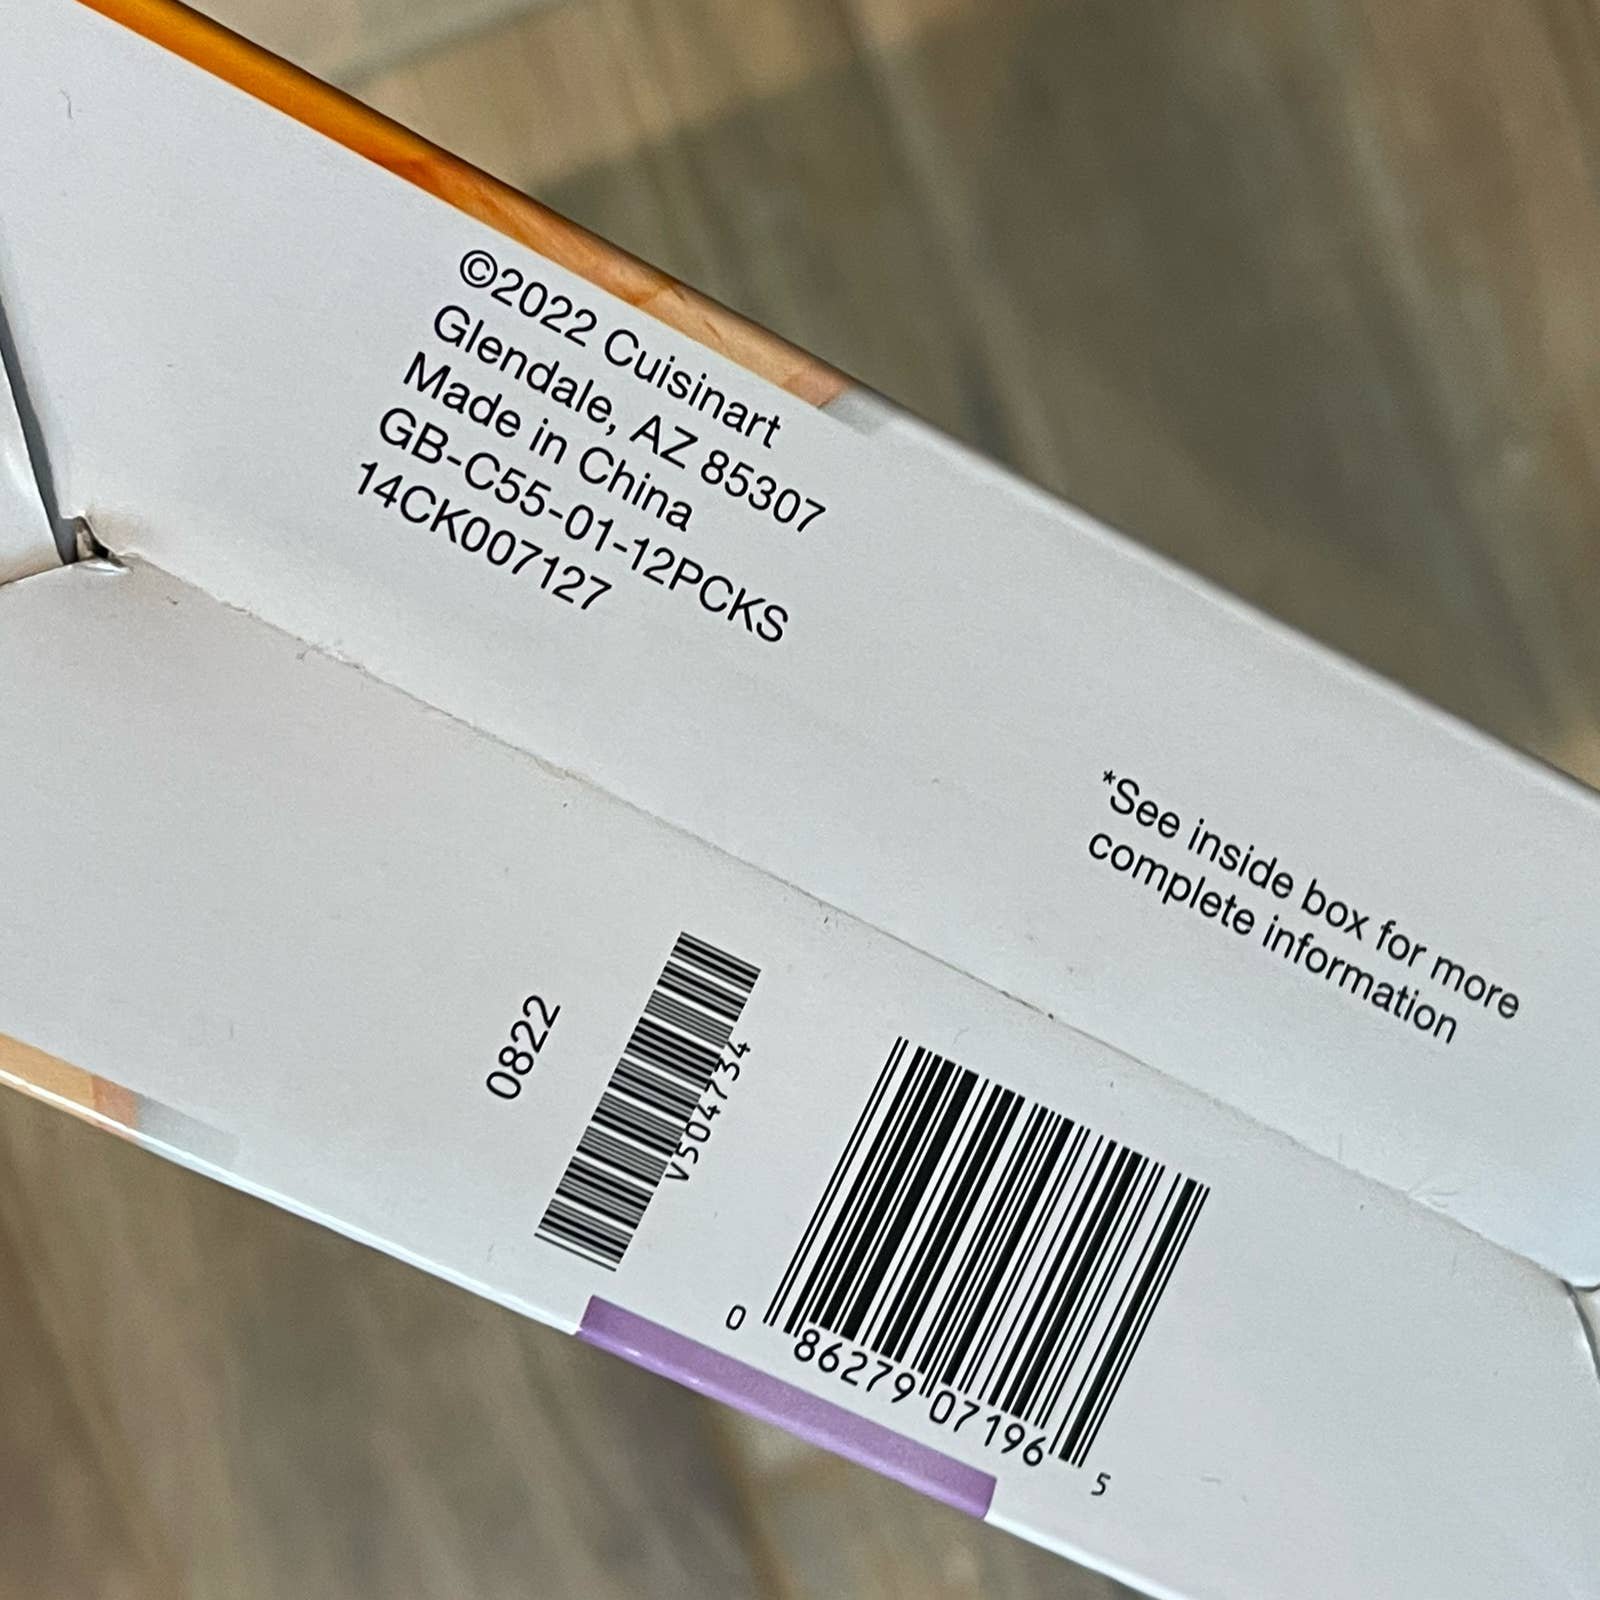 ©2022 Cuisinart
Glendale, AZ 85307
Made in China
GB-C55-01-12PCKS
14CK007127
*See inside box for more
complete information
0822
V504734
0 86279 07196 5